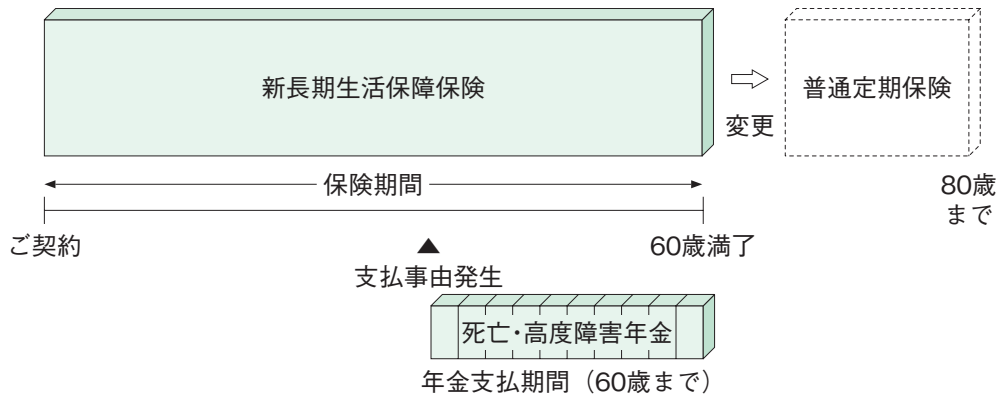 新長期生活保障保険
変更
普通定期保険
保険期間
80歳
まで
ご契約
60歳満了
支払事由発生
死亡・高度障害年金
年金支払期間（60歳まで）